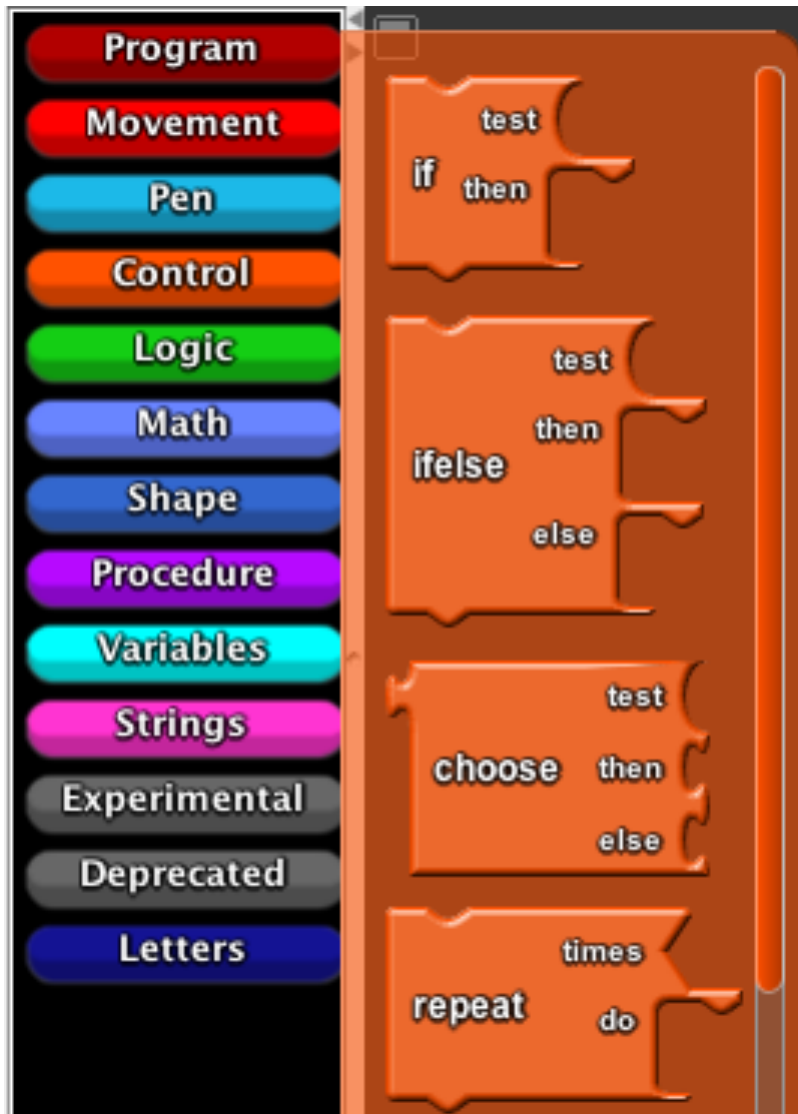 Program
Movement
Pen
Control
Logic
Math
Shape
Procedure
Variables
Strings
Experimental
Deprecated
Letters
test
if
then
test
then
ifelse
else
test
choose
then
else
times
repeat
do